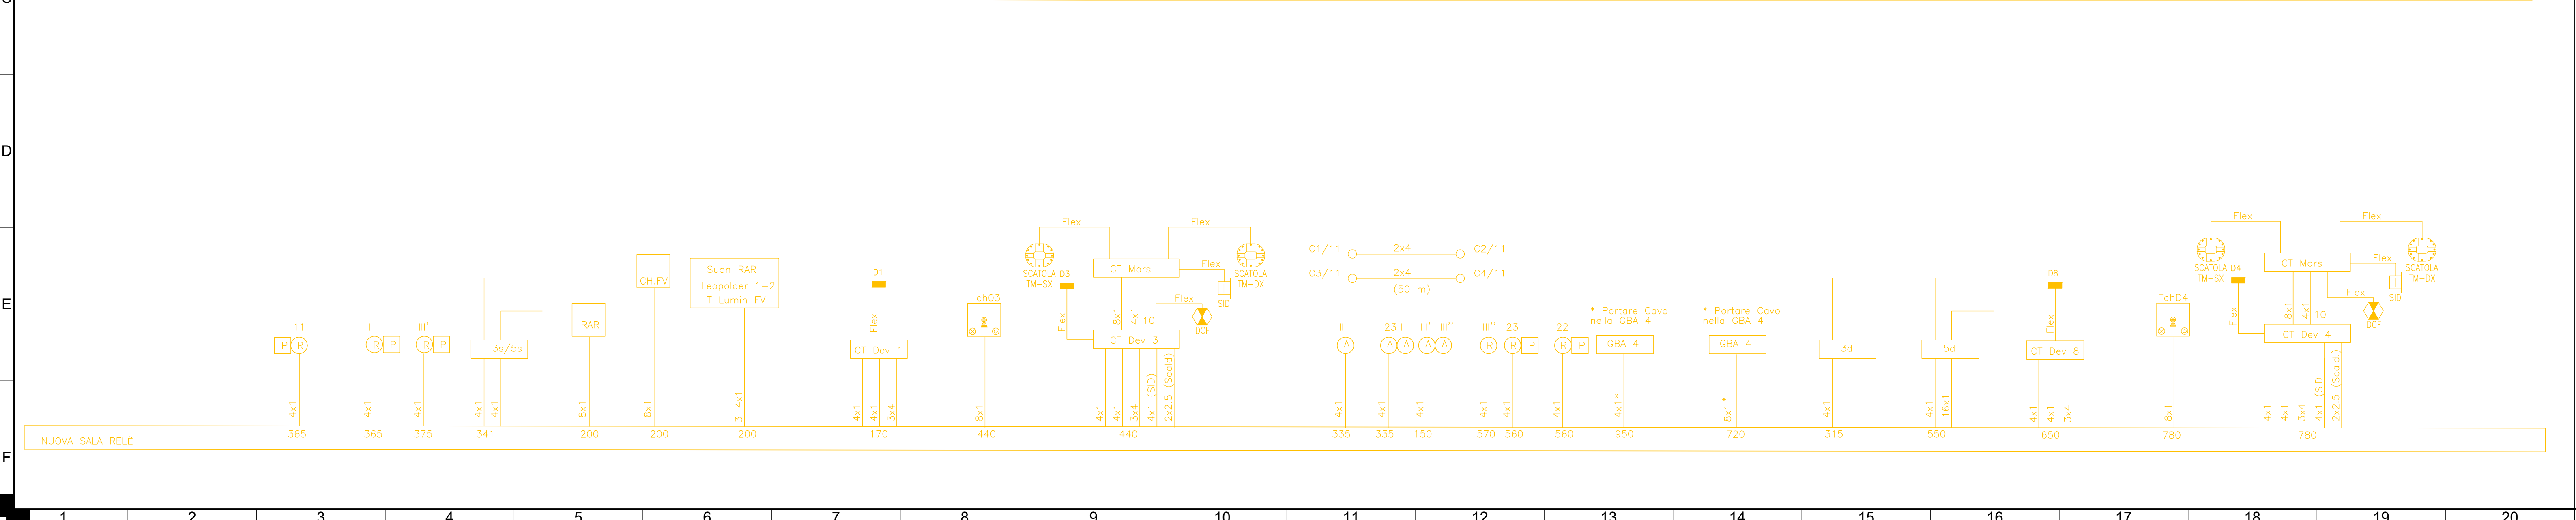 C
D
E
F
Flex
Flex
SCATOLA
TM-SX
D3
CT Mors
Flex
SCATOLA
TM-DX
SID
Flex
DCF
8x1
4x1
10
Flex
CT Dev 3
4x1
4x1
3x4
4x1 (SID)
2x2.5 (Scald)
440
11
P R
4x1
365
II
R P
4x1
365
III'
R P
4x1
375
3s/5s
4x1
4x1
341
RAR
8x1
200
CH.FV
8x1
200
Suon RAR
Leopolder 1-2
T Lumin FV
3-4x1
200
D1
Flex
CT Dev 1
4x1
4x1
3x4
170
ch03
8x1
440
C1/11 2x4 C2/11
C3/11 2x4 C4/11
(50 m)
II
A
4x1
335
23 I
A A
4x1
335
III' III''
A A
4x1
150
III''
R
4x1
570
23
R P
4x1
560
22
R P
4x1
560
* Portare Cavo
nella GBA 4
GBA 4
4x1*
950
* Portare Cavo
nella GBA 4
GBA 4
8x1*
720
3d
4x1
315
5d
4x1
16x1
550
D8
Flex
CT Dev 8
4x1
4x1
3x4
650
TchD4
8x1
780
Flex
Flex
SCATOLA
TM-SX
D4
CT Mors
Flex
SCATOLA
TM-DX
SID
Flex
DCF
8x1
4x1
10
Flex
CT Dev 4
4x1
4x1
3x4
4x1 (SID
2x2.5 (Scald.)
780
NUOVA SALA RELÈ
1 2 3 4 5 6 7 8 9 10 11 12 13 14 15 16 17 18 19 20